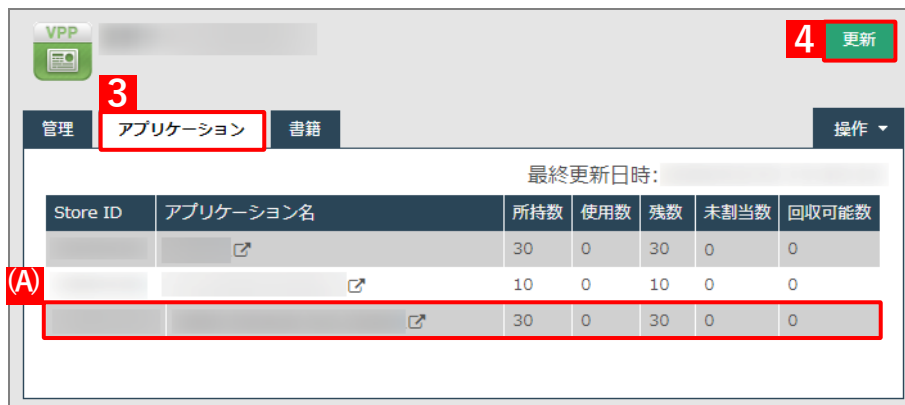 VPP
4 更新
3
管理 アプリケーション 書籍 操作
最終更新日時:
Store ID アプリケーション名 所持数 使用数 残数 未割当数 回収可能数
30 0 30 0 0
(A)
10 0 10 0 0
30 0 30 0 0